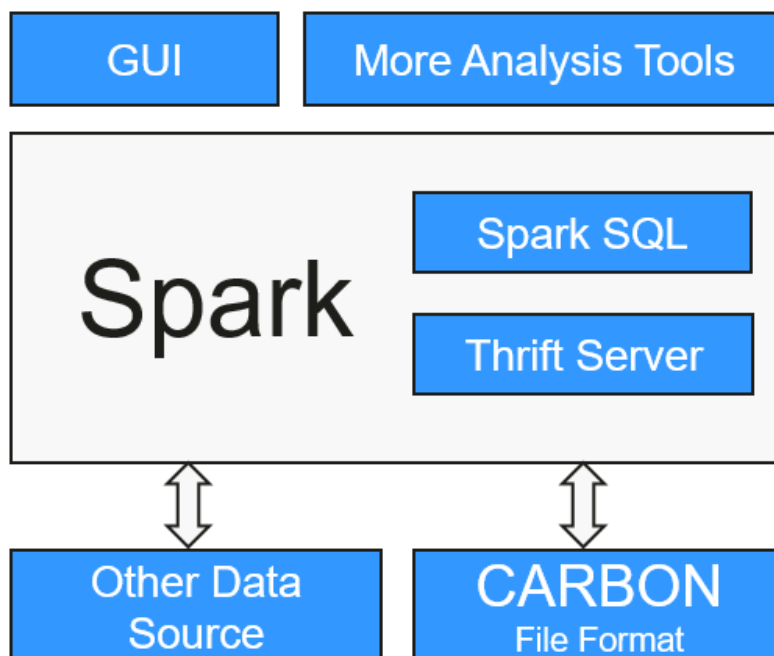 GUI
More Analysis Tools
Spark
Spark SQL
Thrift Server
Other Data
Source
CARBON
File Format